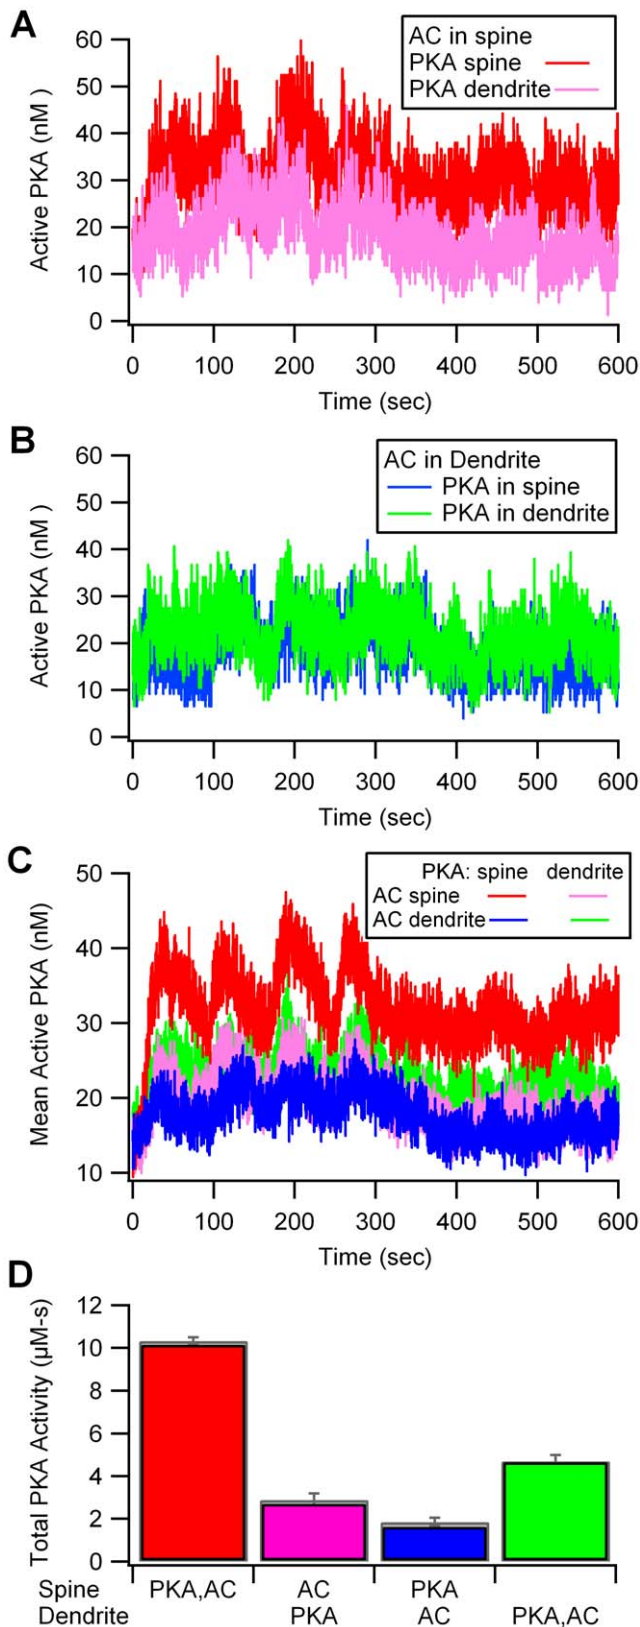 A
AC in spine
PKA spine
PKA dendrite
Active PKA (nM)
60
50
40
30
20
10
0
0 100 200 300 400 500 600
Time (sec)
B
AC in Dendrite
PKA in spine
PKA in dendrite
Active PKA (nM )
60
50
40
30
20
10
0
0 100 200 300 400 500 600
Time (sec)
C
PKA: spine dendrite
AC spine
AC dendrite
Mean Active PKA (nM)
50
40
30
20
10
0 100 200 300 400 500 600
Time (sec)
D
Total PKA Activity (µM-s)
12
10
8
6
4
2
0
Spine PKA,AC AC PKA
Dendrite PKA AC PKA,AC